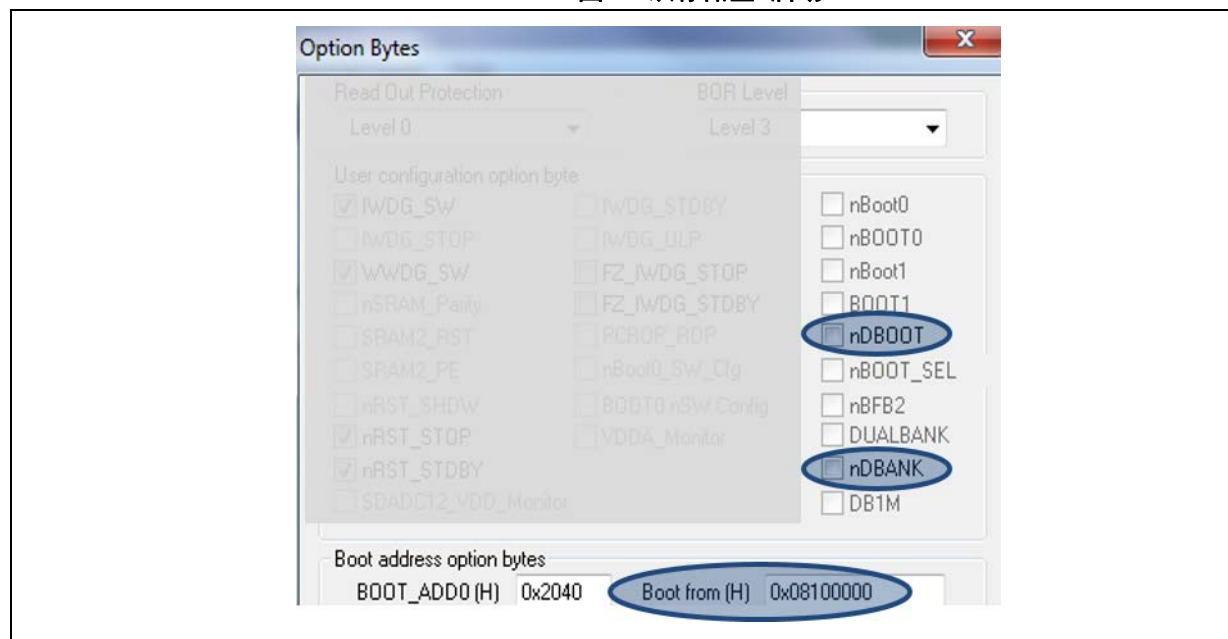 Option Bytes
Read Out Protection BOR Level
Level 0 Level 3
User configuration option byte
IWDG_SW IWDG_STDBY nBoot0
IWDG_STOP IWDG_ULP nBOOT0
WWDG_SW FZ_IWDG_STOP nBoot1
nSRAM_Parity FZ_IWDG_STDBY BOOT1
SRAM2_RST PCROP_RDP nDBOOT
SRAM2_PE nBoot0_SW_Cfg nBOOT_SEL
nRST_SHDW BOOT0 nSW Config nBFB2
nRST_STOP VDDA_Monitor DUALBANK
nRST_STDBY nDBANK
SDADC12_VDD_Monitor DB1M
Boot address option bytes
BOOT_ADD0 (H) 0x2040 Boot from (H) 0x08100000